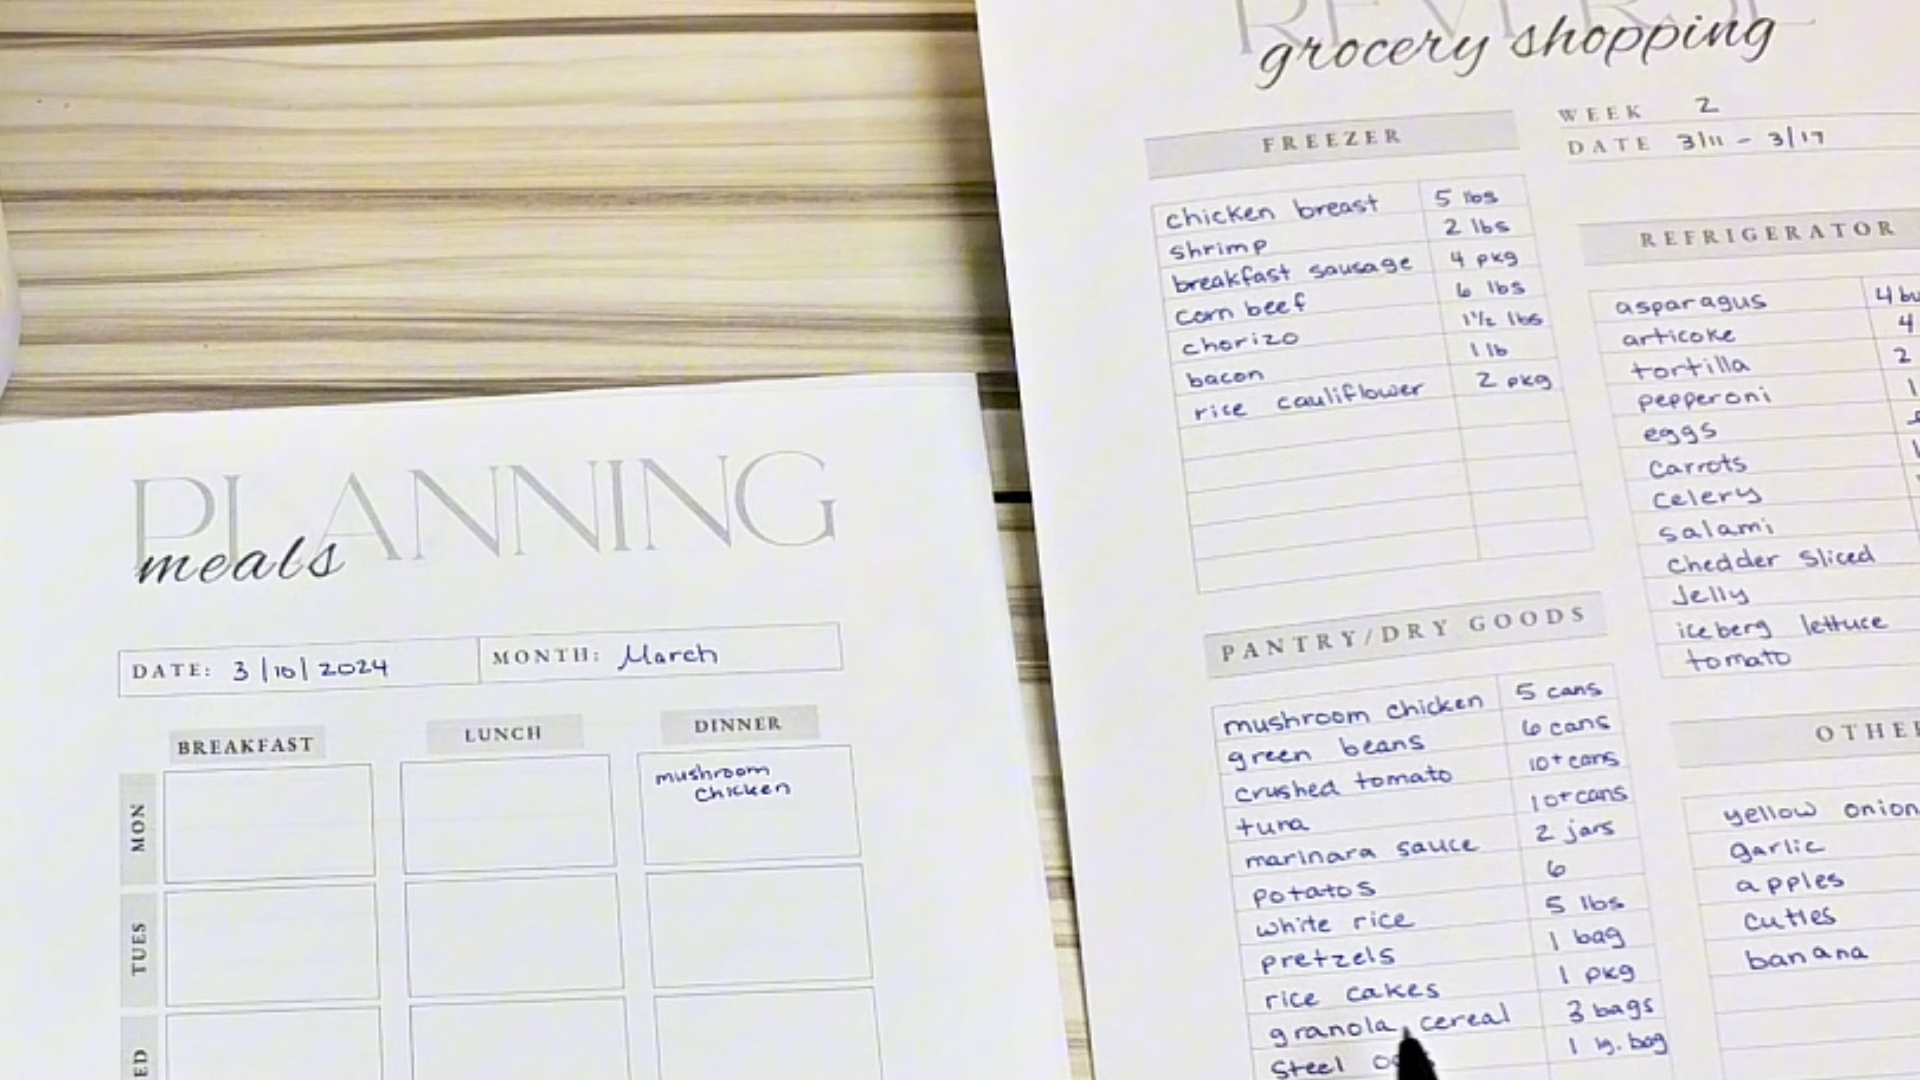 PLANNING
meals
DATE: 3/10/2024
MONTH: March
BREAKFAST LUNCH DINNER
MON
mushroom
chicken
TUES
REVERSE
grocery shopping
WEEK 2
DATE 3/11 - 3/17
FREEZER
chicken breast 5 lbs
shrimp 2 lbs
breakfast sausage 4 pkg
corn beef 6 lbs
chorizo 1 1/2 lbs
bacon 1 lb
rice cauliflower 2 pkg
PANTRY/DRY GOODS
mushroom chicken 5 cans
green beans 6 cans
crushed tomato 10+ cans
tuna 10+ cans
marinara sauce 2 jars
potatos 6
white rice 5 lbs
pretzels 1 bag
rice cakes 1 pkg
granola cereal 3 bags
Steel 1 lg. bag
REFRIGERATOR
asparagus 4
articoke 4
tortilla 2
pepperoni 1
eggs
carrots
celery
salami
chedder sliced
Jelly
iceberg lettuce
tomato
OTHE
yellow onion
garlic
apples
cuties
banana